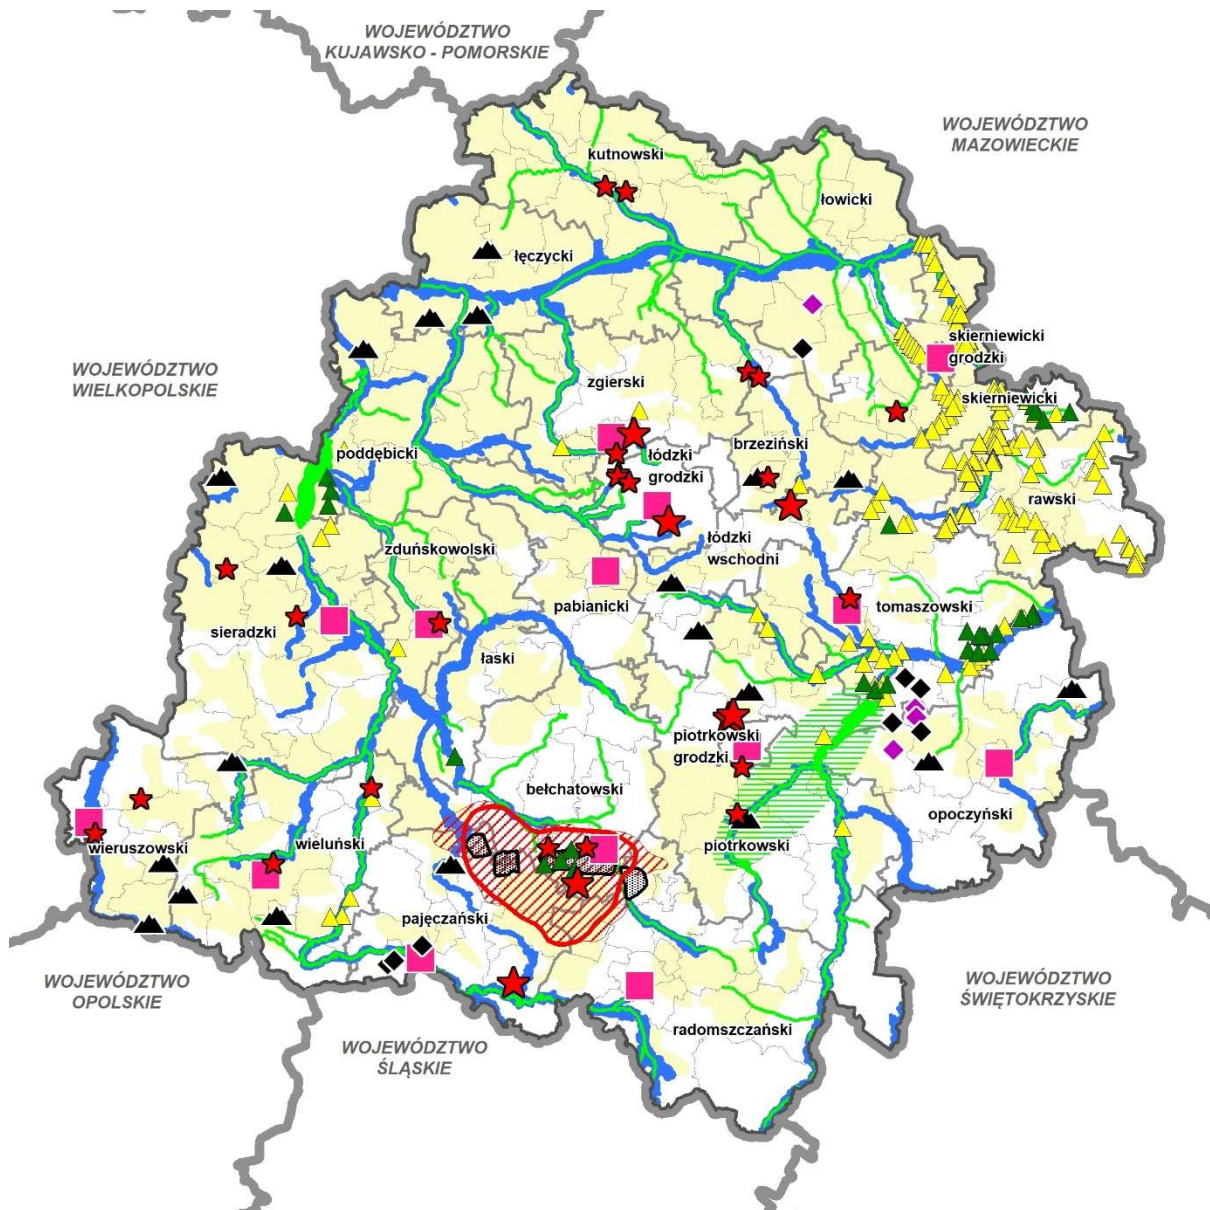 WOJEWÓDZTWO
KUJAWSKO - POMORSKIE
WOJEWÓDZTWO
MAZOWIECKIE
kutnowski
łowicki
łęczycki
skierniewicki
grodzki
WOJEWÓDZTWO
WIELKOPOLSKIE
zgierski
skierniewicki
brzeziński
poddębicki
łódzki
grodzki
rawski
łódzki
wschodni
zduńskowolski
pabianicki
tomaszowski
sieradzki
łaski
piotrkowski
grodzki
bełchatowski
opoczyński
wieruszowski
wieluński
piotrkowski
pajęczański
WOJEWÓDZTWO
OPOLSKIE
WOJEWÓDZTWO
ŚWIĘTOKRZYSKIE
radomszczański
WOJEWÓDZTWO
ŚLĄSKIE